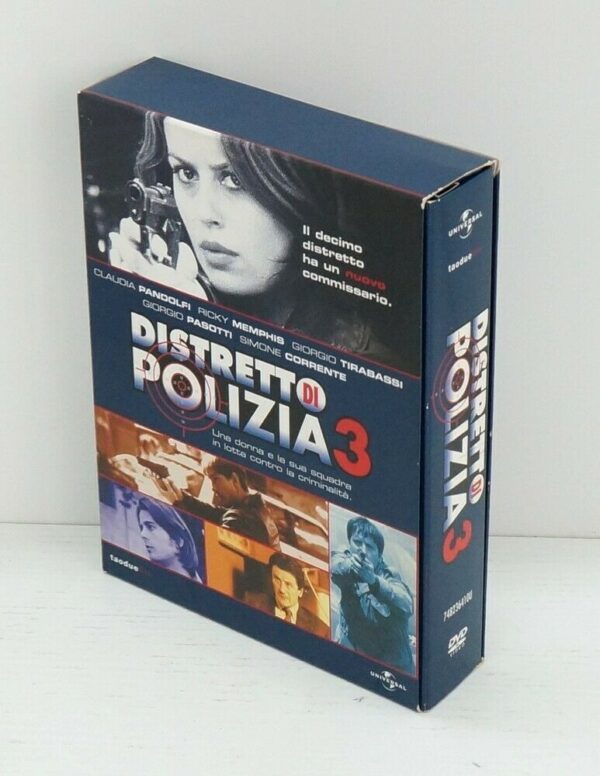 Il decimo
distretto
ha un nuovo
commissario.
CLAUDIA PANDOLFI RICKY MEMPHIS GIORGIO TIRABASSI
GIORGIO PASOTTI SIMONE CORRENTE
DISTRETTO DI
POLIZIA 3
Una donna e la sua squadra
in lotta contro la criminalità.
taodue
UNIVERSAL
UNIVERSAL
taodue
DISTRETTO DI
POLIZIA 3
DVD
VIDEO